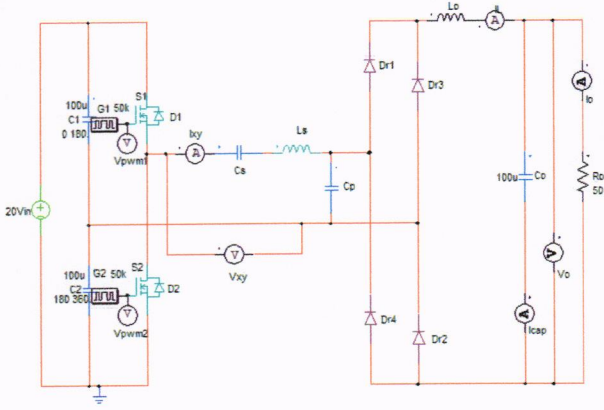 Lo
Dr1
Dr3
100u
G1 50k
S1
D1
C1
0 180
Vpwm1
Ixy
Cs
Ls
Cp
Io
100u
Co
Ro
50
20Vin
Vxy
Vo
100u
G2 50k
S2
D2
C2
180 360
Vpwm2
Dr4
Dr2
Icap
A
V
A
A
V
V
V
A